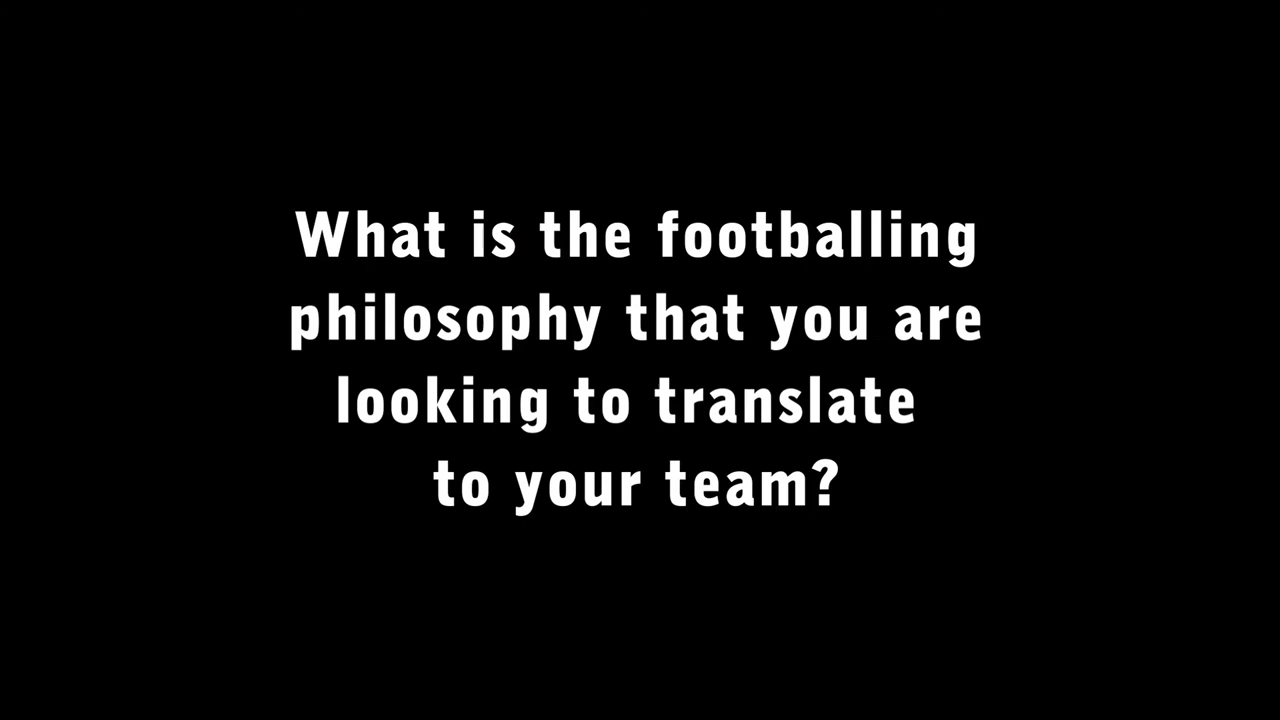 What is the footballing
philosophy that you are
looking to translate
to your team?